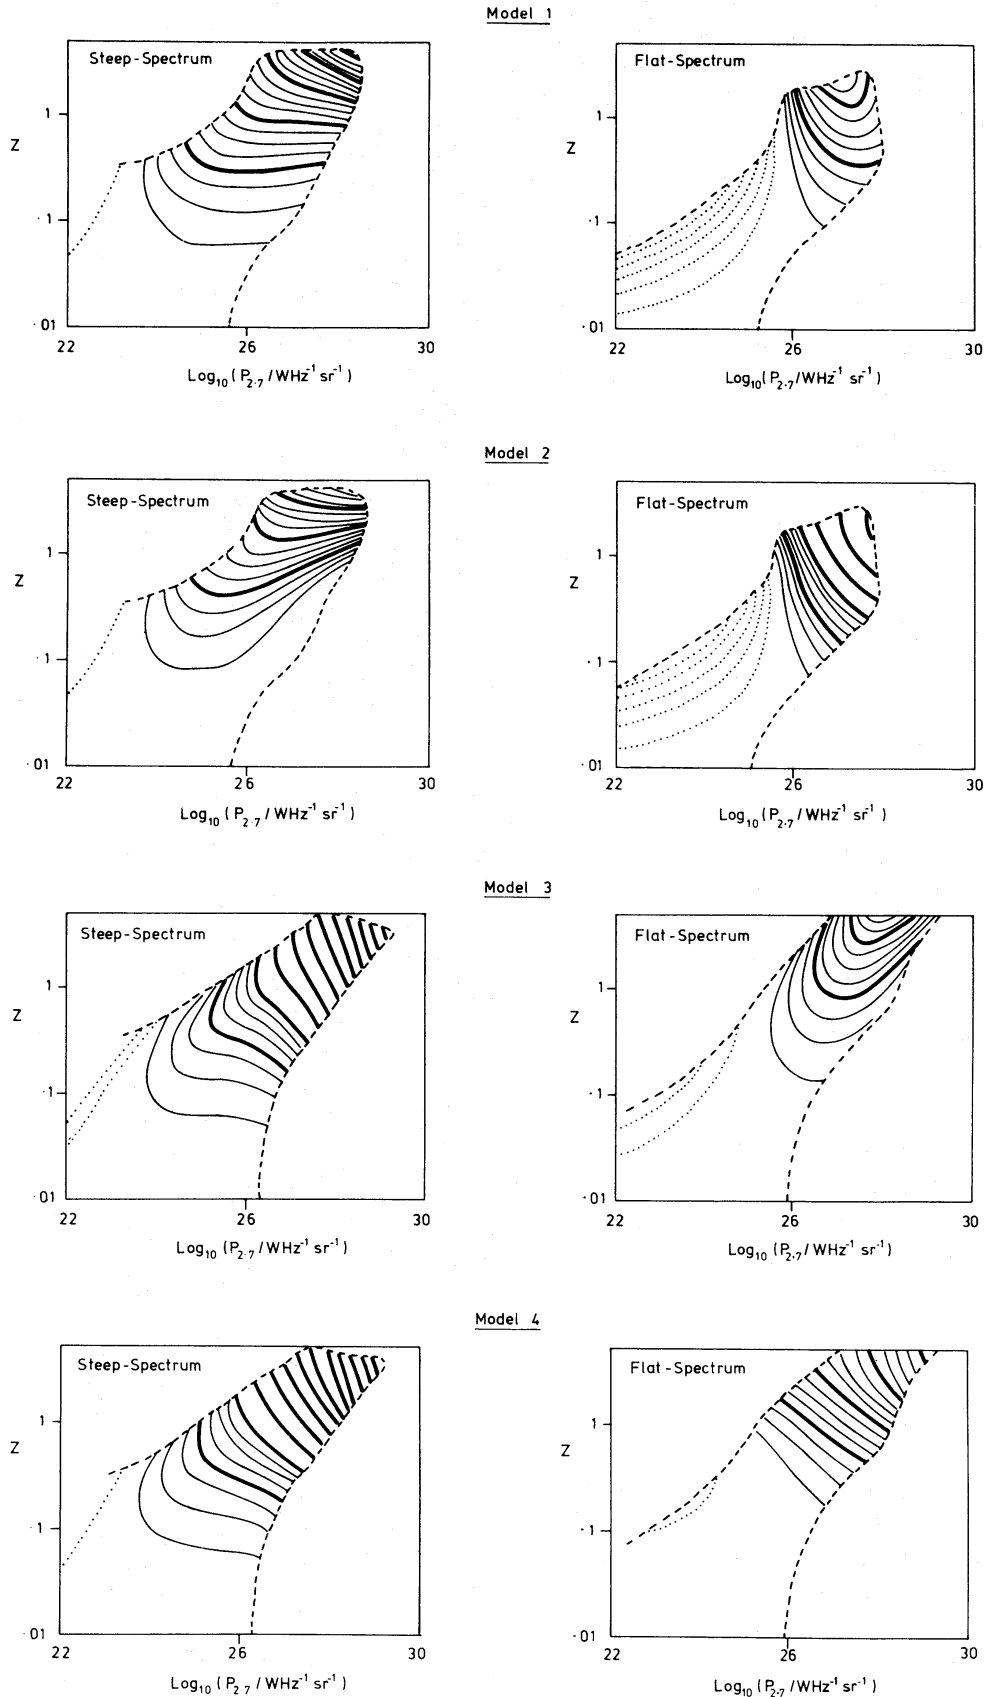 Model 1
Steep-Spectrum
Flat-Spectrum
Z
1
·1
·01
22
26
30
Log₁₀ (P₂.₇ / WHz⁻¹ sr⁻¹ )
Z
1
·1
·01
22
26
30
Log₁₀(P₂.₇ /WHz⁻¹ sr⁻¹ )
Model 2
Steep-Spectrum
Flat-Spectrum
Z
1
·1
·01
22
26
30
Log₁₀ (P₂.₇ / WHz⁻¹ sr⁻¹ )
Z
1
·1
·01
22
26
30
Log₁₀ (P₂.₇ / WHz⁻¹ sr⁻¹ )
Model 3
Steep-Spectrum
Flat-Spectrum
Z
1
·1
·01
22
26
30
Log₁₀ (P₂.₇ / WHz⁻¹ sr⁻¹ )
Z
1
·1
·01
22
26
30
Log₁₀ (P₂.₇ / WHz⁻¹ sr⁻¹ )
Model 4
Steep-Spectrum
Flat-Spectrum
Z
1
·1
·01
22
26
30
Log₁₀ (P₂.₇ / WHz⁻¹ sr⁻¹ )
Z
1
·1
·01
22
26
30
Log₁₀ (P₂.₇ / WHz⁻¹ sr⁻¹ )